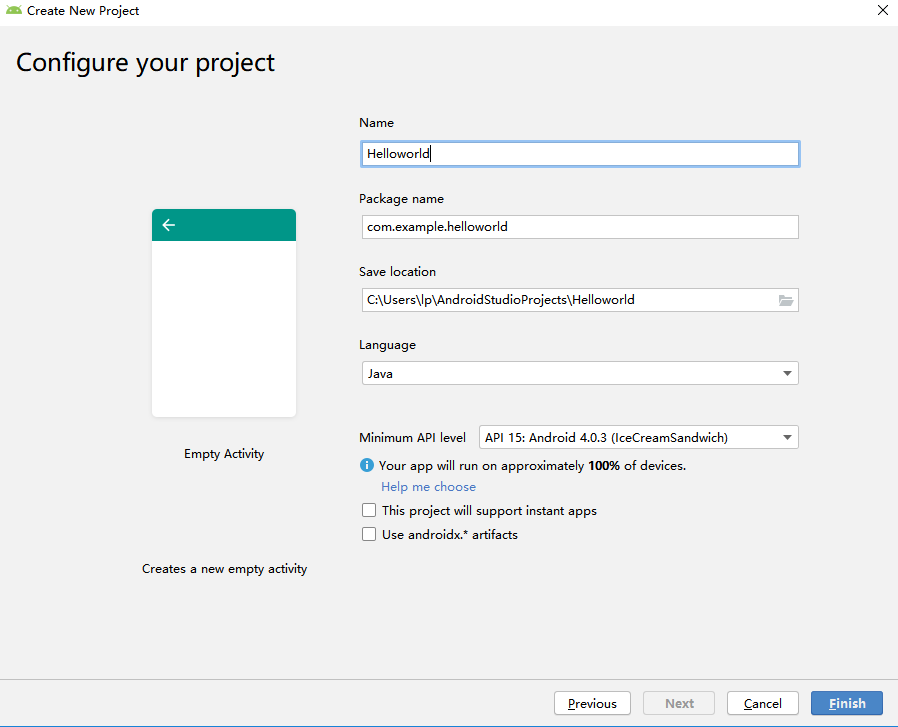 Create New Project
Configure your project
Name
Helloworld
Package name
com.example.helloworld
Save location
C:\Users\lp\AndroidStudioProjects\Helloworld
Language
Java
Empty Activity
Minimum API level API 15: Android 4.0.3 (IceCreamSandwich)
Your app will run on approximately 100% of devices.
Help me choose
This project will support instant apps
Use androidx.* artifacts
Creates a new empty activity
Previous Next Cancel Finish